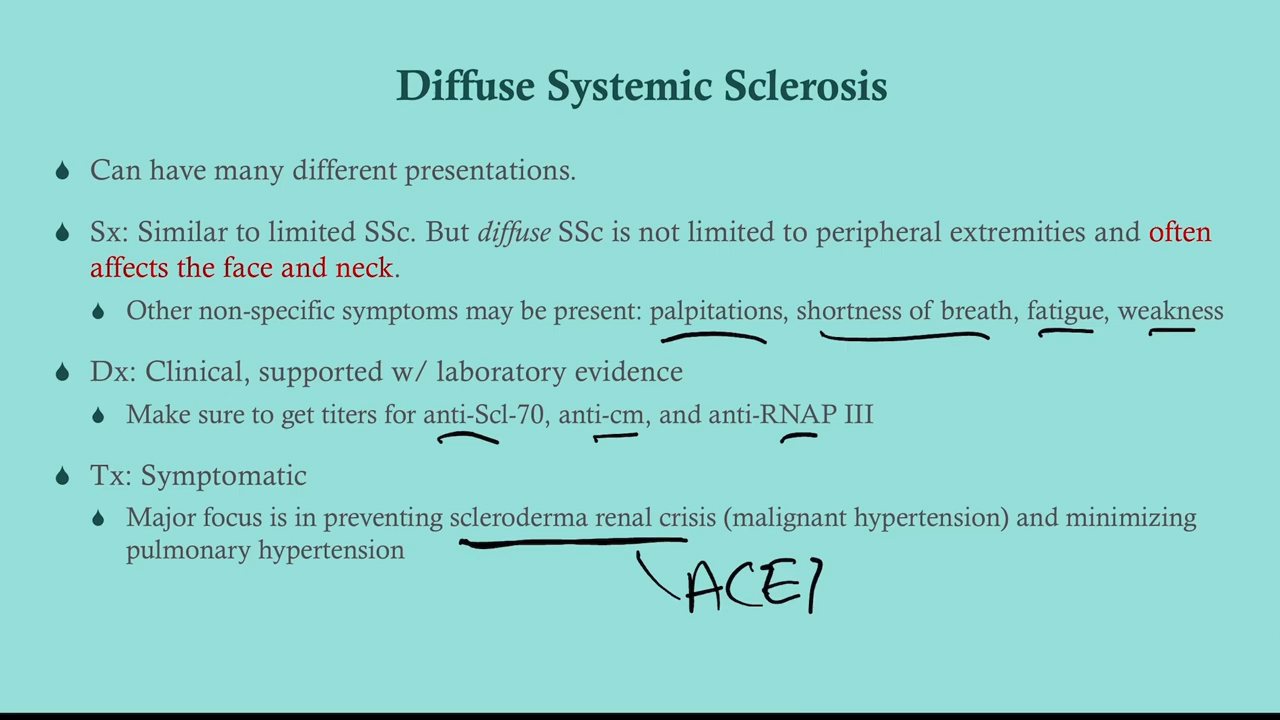 Diffuse Systemic Sclerosis
Can have many different presentations.
Sx: Similar to limited SSc. But diffuse SSc is not limited to peripheral extremities and often
affects the face and neck.
Other non-specific symptoms may be present: palpitations, shortness of breath, fatigue, weakness
Dx: Clinical, supported w/ laboratory evidence
Make sure to get titers for anti-Scl-70, anti-cm, and anti-RNAP III
Tx: Symptomatic
Major focus is in preventing scleroderma renal crisis (malignant hypertension) and minimizing
pulmonary hypertension
ACEI